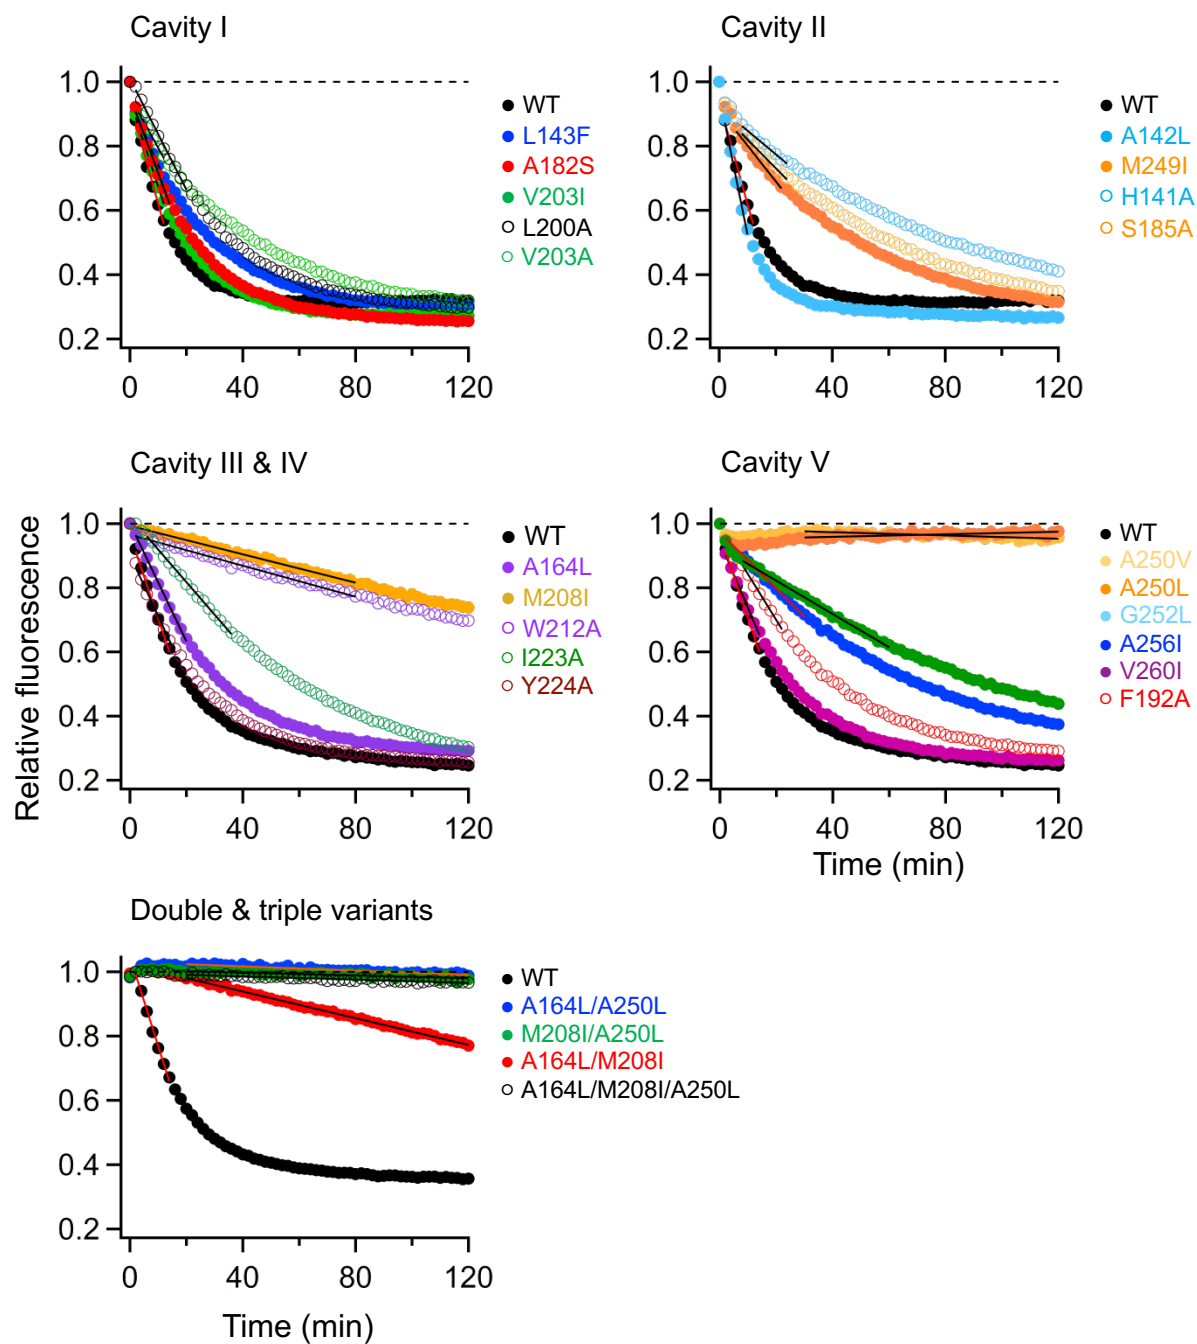 Cavity I
1.0
0.8
0.6
0.4
0.2
0
40
80
120
WT
L143F
A182S
V203I
L200A
V203A
Cavity II
1.0
0.8
0.6
0.4
0.2
0
40
80
120
WT
A142L
M249I
H141A
S185A
Relative fluorescence
Cavity III & IV
1.0
0.8
0.6
0.4
0.2
0
40
80
120
WT
A164L
M208I
W212A
I223A
Y224A
Cavity V
1.0
0.8
0.6
0.4
0.2
0
40
80
120
Time (min)
WT
A250V
A250L
G252L
A256I
V260I
F192A
Double & triple variants
1.0
0.8
0.6
0.4
0.2
0
40
80
120
Time (min)
WT
A164L/A250L
M208I/A250L
A164L/M208I
A164L/M208I/A250L